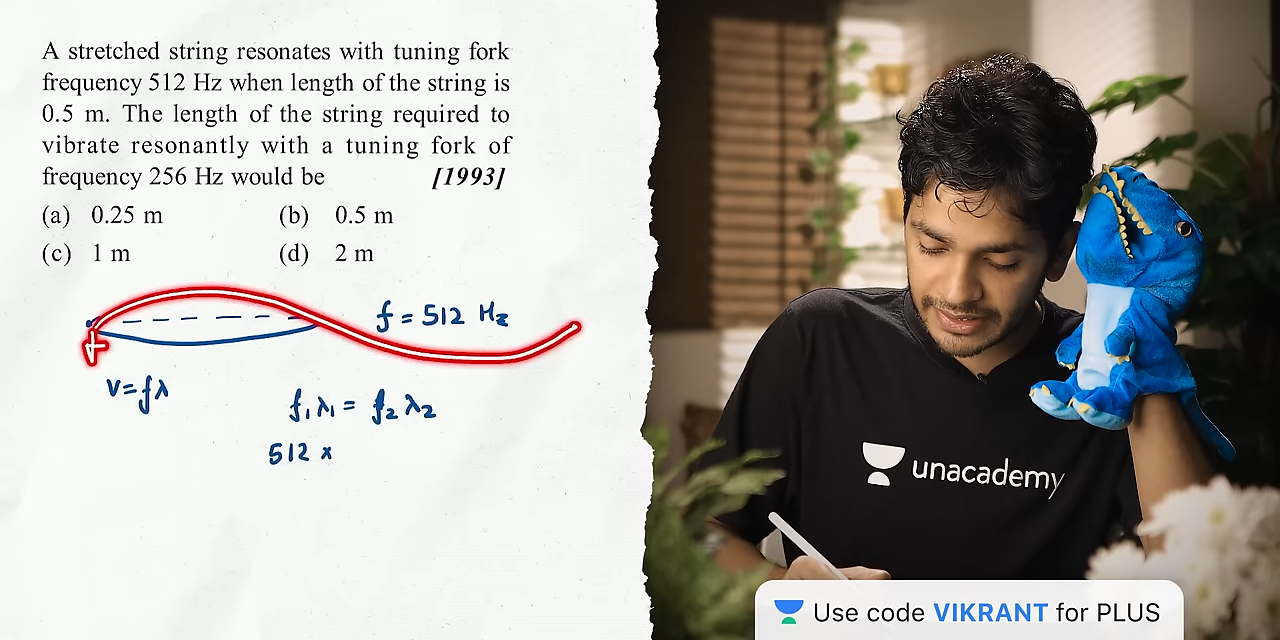 A stretched string resonates with tuning fork
frequency 512 Hz when length of the string is
0.5 m. The length of the string required to
vibrate resonantly with a tuning fork of
frequency 256 Hz would be [1993]
(a) 0.25 m (b) 0.5 m
(c) 1 m (d) 2 m
f = 512 Hz
v=fλ
f₁λ₁ = f₂λ₂
512 ×
unacademy
Use code VIKRANT for PLUS